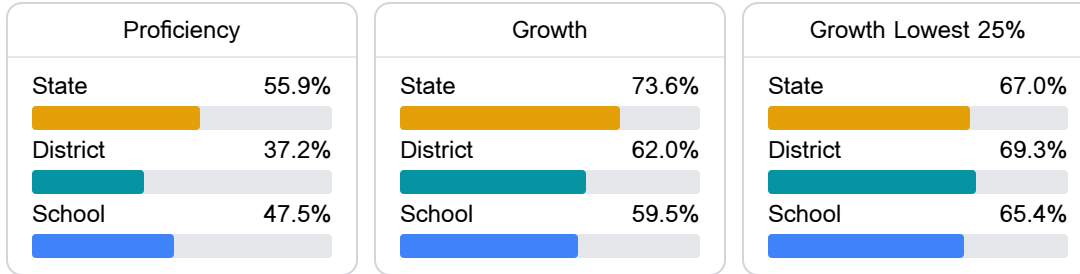 Proficiency
State 55.9%
District 37.2%
School 47.5%
Growth
State 73.6%
District 62.0%
School 59.5%
Growth Lowest 25%
State 67.0%
District 69.3%
School 65.4%